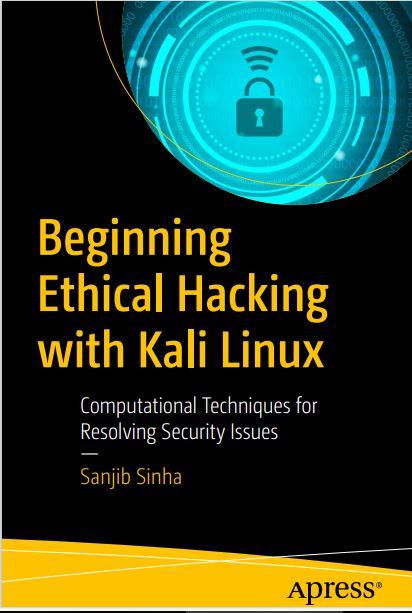 Beginning
Ethical Hacking
with Kali Linux
Computational Techniques for
Resolving Security Issues
—
Sanjib Sinha
Apress®